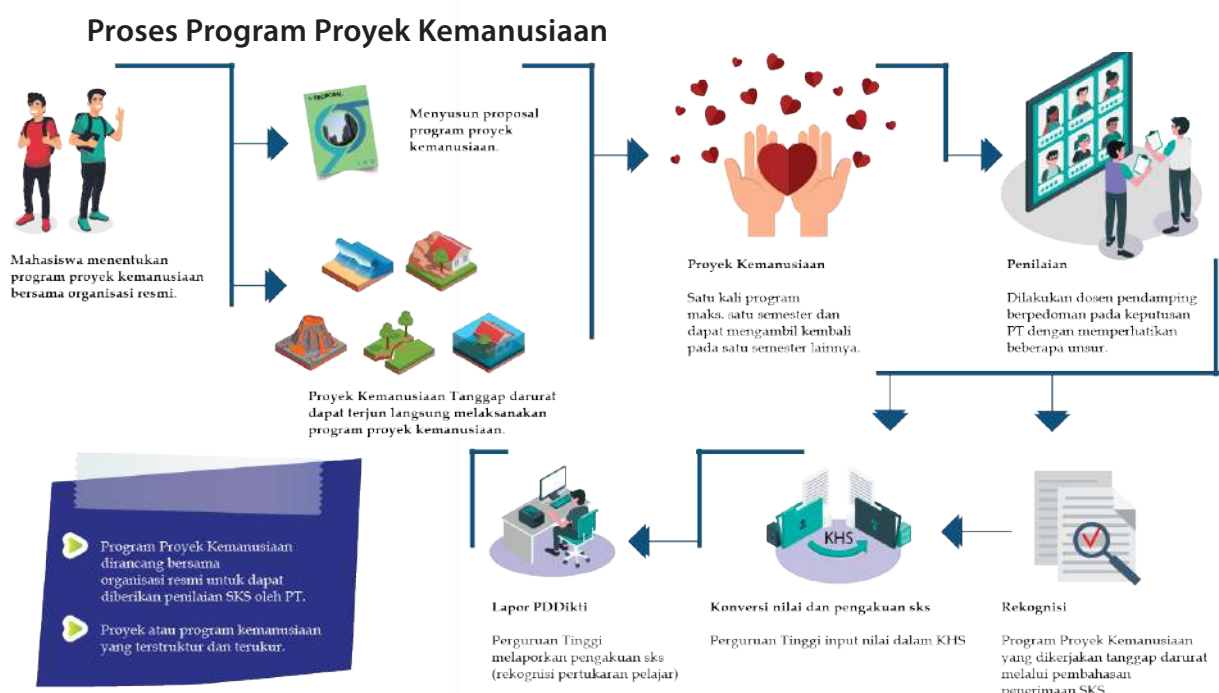 Proses Program Proyek Kemanusiaan
PROPOSAL
Menyusun proposal
program proyek
kemanusiaan.
Mahasiswa menentukan
program proyek kemanusiaan
bersama organisasi resmi.
Proyek Kemanusiaan Tanggap darurat
dapat terjun langsung melaksanakan
program proyek kemanusiaan.
Proyek Kemanusiaan
Satu kali program
maks. satu semester dan
dapat mengambil kembali
pada satu semester lainnya.
Penilaian
Dilakukan dosen pendamping
berpedoman pada keputusan
PT dengan memperhatikan
beberapa unsur.
Program Proyek Kemanusiaan
dirancang bersama
organisasi resmi untuk dapat
diberikan penilaian SKS oleh PT.
Proyek atau program kemanusiaan
yang terstruktur dan terukur.
Lapor PDDikti
Perguruan Tinggi
melaporkan pengakuan sks
(rekognisi pertukaran pelajar)
KHS
Konversi nilai dan pengakuan sks
Perguruan Tinggi input nilai dalam KHS
Rekognisi
Program Proyek Kemanusiaan
yang dikerjakan tanggap darurat
melalui pembahasan
penerimaan SKS